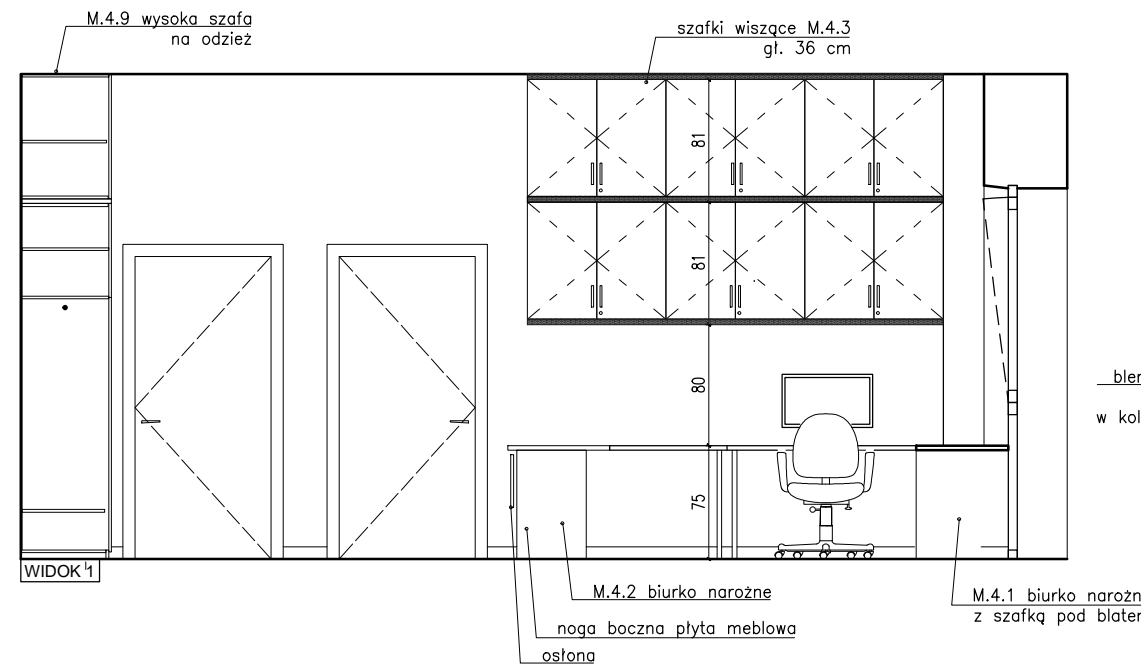 M.4.9 wysoka szafa
na odzież
szafki wiszące M.4.3
gł. 36 cm
81
81
80
75
bler
w kol
WIDOK 1
M.4.2 biurko narożne
noga boczna płyta meblowa
osłona
M.4.1 biurko narożn
z szafką pod blater